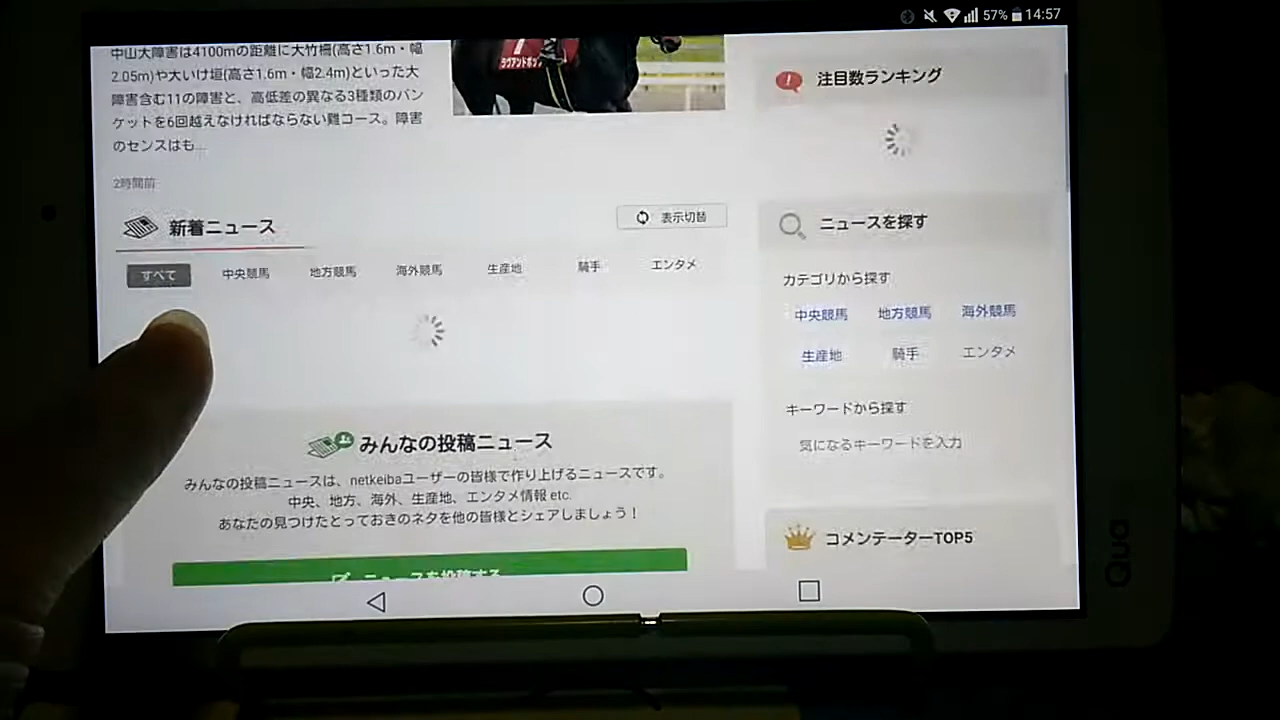 57% 14:57
中山大障害は4100mの距離に大竹柵(高さ1.6m・幅
2.05m)や大いけ垣(高さ1.6m・幅2.4m)といった大
障害含む11の障害と、高低差の異なる3種類のバン
ケットを6回越えなければならない難コース。障害
のセンスはも...
2時間前
7
新着ニュース
表示切替
すべて 中央競馬 地方競馬 海外競馬 生産地 騎手 エンタメ
みんなの投稿ニュース
みんなの投稿ニュースは、netkeibaユーザーの皆様で作り上げるニュースです。
中央、地方、海外、生産地、エンタメ情報 etc.
あなたの見つけたとっておきのネタを他の皆様とシェアしましょう！
ニュースを投稿する
注目数ランキング
ニュースを探す
カテゴリから探す
中央競馬 地方競馬 海外競馬
生産地 騎手 エンタメ
キーワードから探す
気になるキーワードを入力
コメンテーターTOP5
Qua